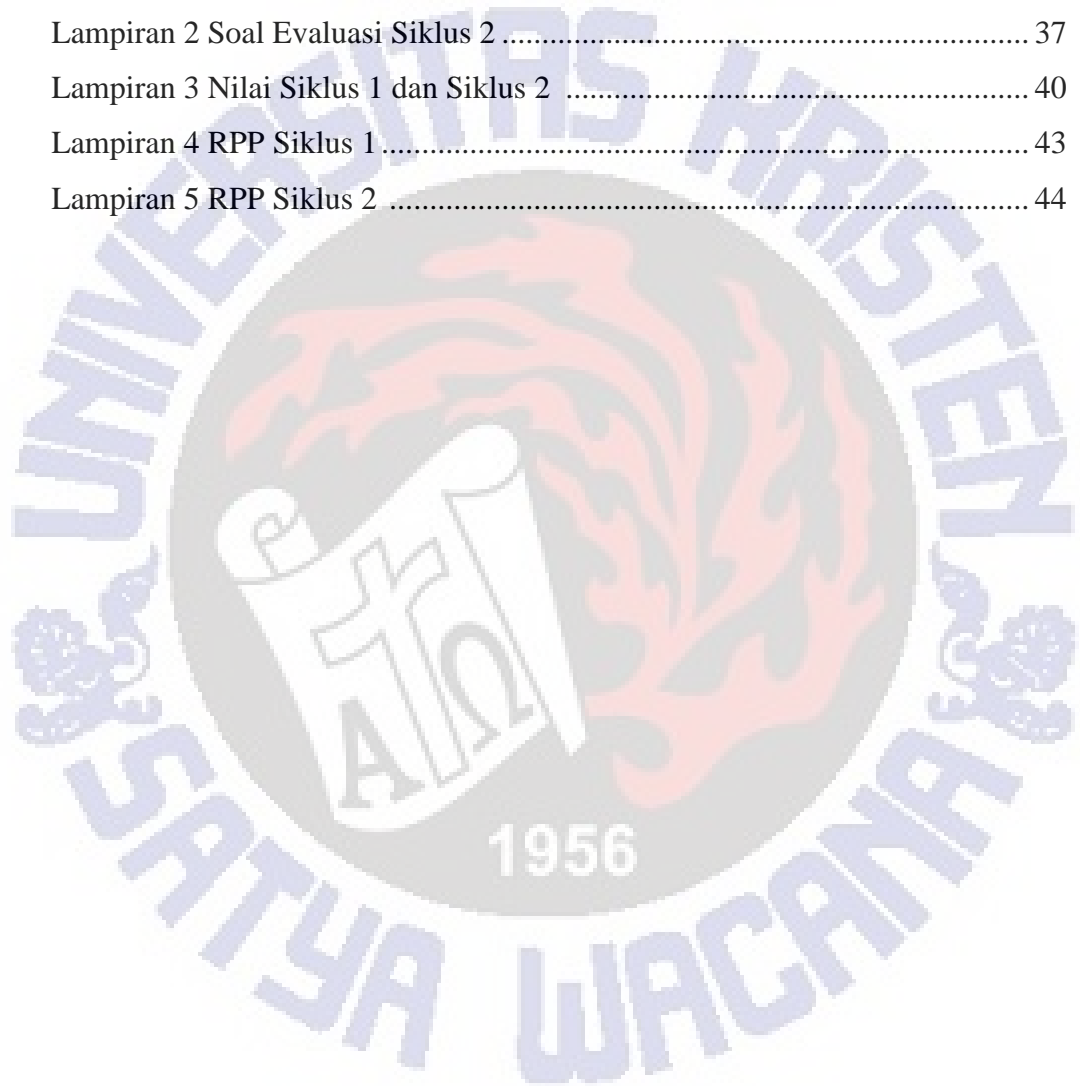 Lampiran 2 Soal Evaluasi Siklus 2 ................................................................ 37
Lampiran 3 Nilai Siklus 1 dan Siklus 2 ........................................................ 40
Lampiran 4 RPP Siklus 1 ............................................................................... 43
Lampiran 5 RPP Siklus 2 .............................................................................. 44
UNIVERSITAS KRISTEN
A Ω
1956
SATYA WACANA